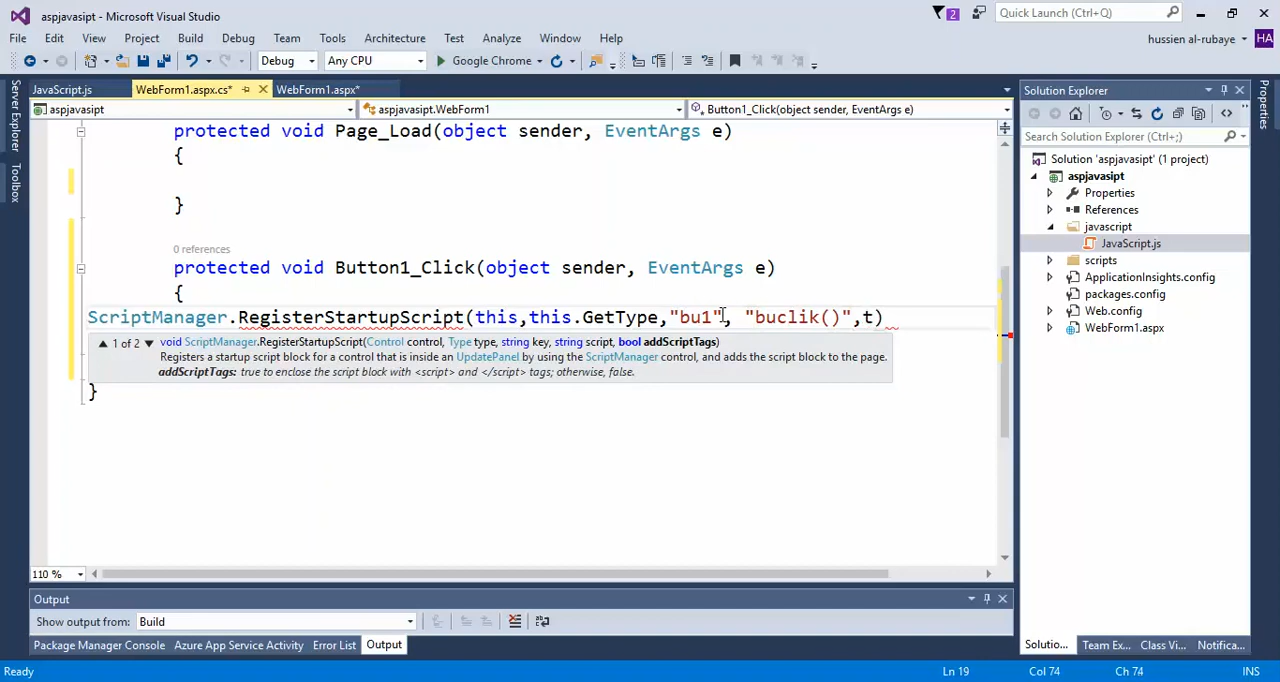 aspjavasipt - Microsoft Visual Studio
2
Quick Launch (Ctrl+Q)
File Edit View Project Build Debug Team Tools Architecture Test Analyze Window Help
hussien al-rubaye HA
Debug Any CPU Google Chrome
Server Explorer
Toolbox
JavaScript.js WebForm1.aspx.cs* WebForm1.aspx*
aspjavasipt aspjavasipt.WebForm1 Button1_Click(object sender, EventArgs e)
protected void Page_Load(object sender, EventArgs e)
{
}
0 references
protected void Button1_Click(object sender, EventArgs e)
{
ScriptManager.RegisterStartupScript(this,this.GetType,"bu1", "buclik()",t)
1 of 2 void ScriptManager.RegisterStartupScript(Control control, Type type, string key, string script, bool addScriptTags)
Registers a startup script block for a control that is inside an UpdatePanel by using the ScriptManager control, and adds the script block to the page.
addScriptTags: true to enclose the script block with <script> and </script> tags; otherwise, false.
}
110 %
Solution Explorer
Search Solution Explorer (Ctrl+;)
Solution 'aspjavasipt' (1 project)
aspjavasipt
Properties
References
javascript
JavaScript.js
scripts
ApplicationInsights.config
packages.config
Web.config
WebForm1.aspx
Properties
Output
Show output from: Build
Package Manager Console Azure App Service Activity Error List Output
Solutio... Team Ex... Class Vi... Notifica...
Ready Ln 19 Col 74 Ch 74 INS